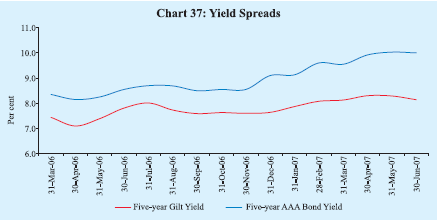 Chart 37: Yield Spreads
11.0
10.0
9.0
8.0
7.0
6.0
Per cent
31-Mar-06
30-Apr-06
31-May-06
30-Jun-06
31-Jul-06
31-Aug-06
30-Sep-06
31-Oct-06
30-Nov-06
31-Dec-06
31-Jan-07
28-Feb-07
31-Mar-07
30-Apr-07
31-May-07
30-Jun-07
Five-year Gilt Yield
Five-year AAA Bond Yield